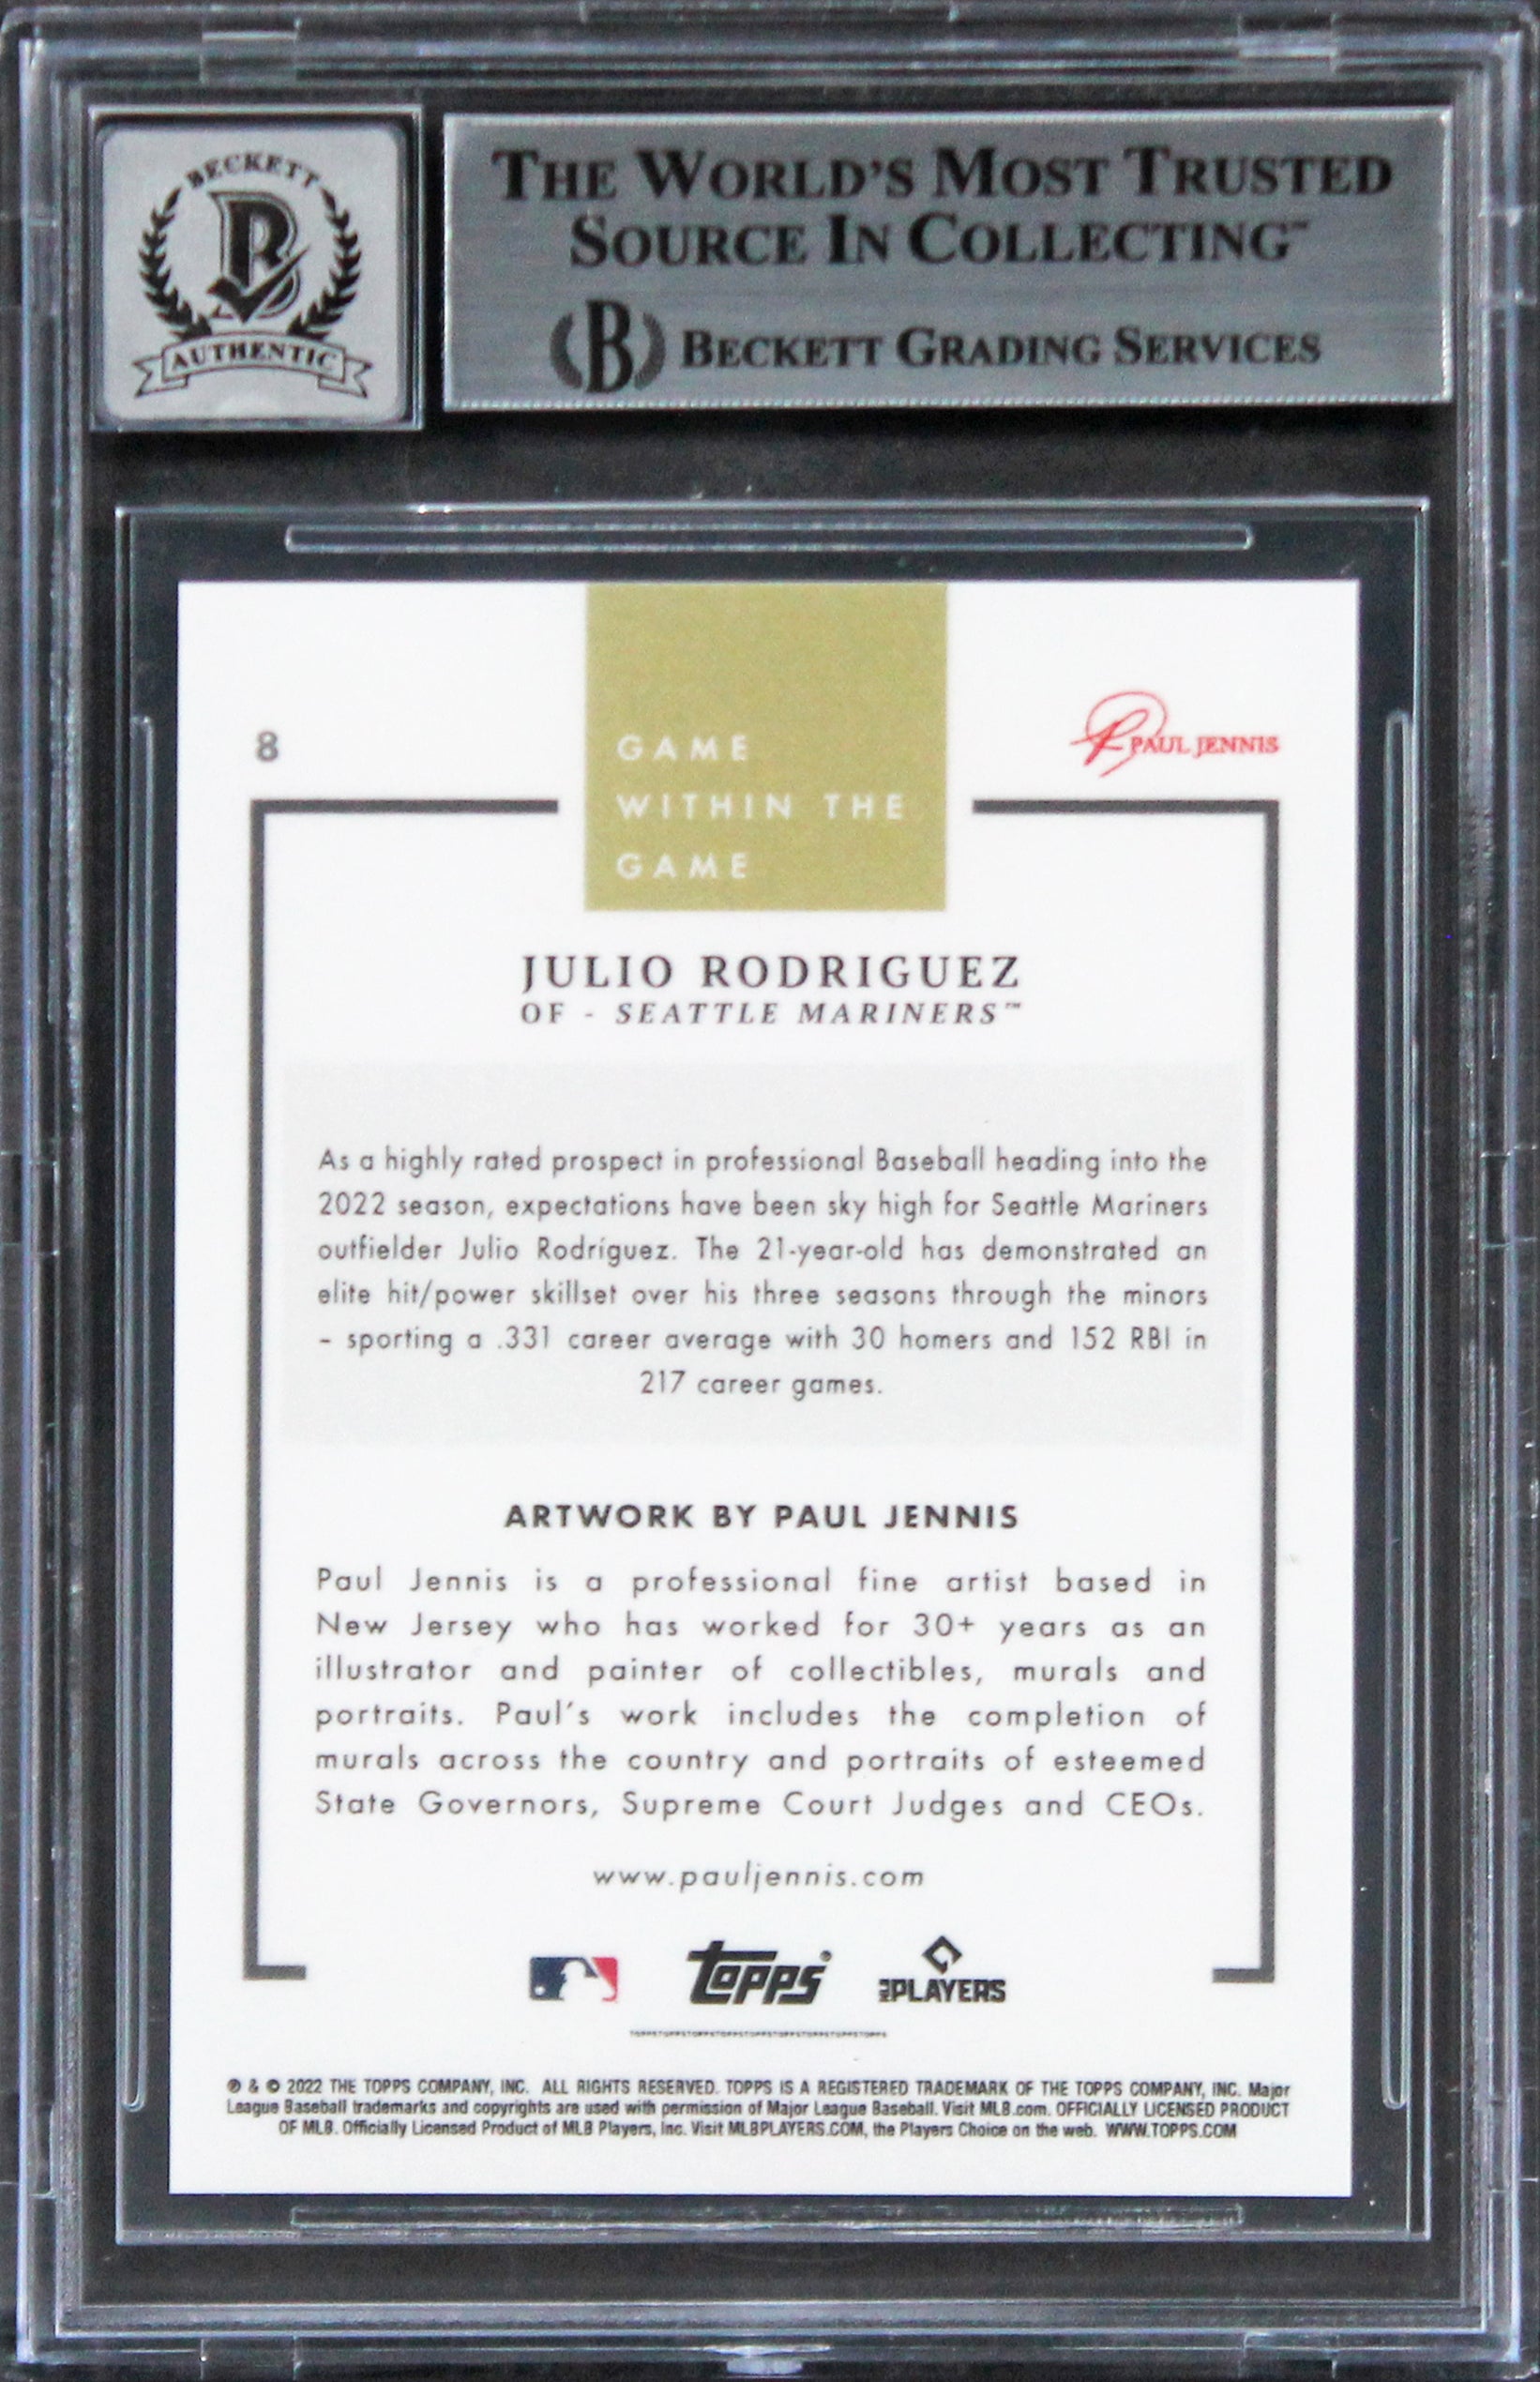 BECKETT
AUTHENTIC
THE WORLD'S MOST TRUSTED
SOURCE IN COLLECTING™
B BECKETT GRADING SERVICES
8
GAME
WITHIN THE
GAME
PAUL JENNIS
JULIO RODRIGUEZ
OF - SEATTLE MARINERS™
As a highly rated prospect in professional Baseball heading into the
2022 season, expectations have been sky high for Seattle Mariners
outfielder Julio Rodríguez. The 21-year-old has demonstrated an
elite hit/power skillset over his three seasons through the minors
– sporting a .331 career average with 30 homers and 152 RBI in
217 career games.
ARTWORK BY PAUL JENNIS
Paul Jennis is a professional fine artist based in
New Jersey who has worked for 30+ years as an
illustrator and painter of collectibles, murals and
portraits. Paul's work includes the completion of
murals across the country and portraits of esteemed
State Governors, Supreme Court Judges and CEOs.
www.pauljennis.com
topps® MLB PLAYERS
TOPPSTOPPSTOPPSTOPPSTOPPSTOPPSTOPPSTOPPSTOPPS
® & © 2022 THE TOPPS COMPANY, INC. ALL RIGHTS RESERVED. TOPPS IS A REGISTERED TRADEMARK OF THE TOPPS COMPANY, INC. Major
League Baseball trademarks and copyrights are used with permission of Major League Baseball. Visit MLB.com. OFFICIALLY LICENSED PRODUCT
OF MLB. Officially Licensed Product of MLB Players, Inc. Visit MLBPLAYERS.COM, the Players Choice on the web. WWW.TOPPS.COM